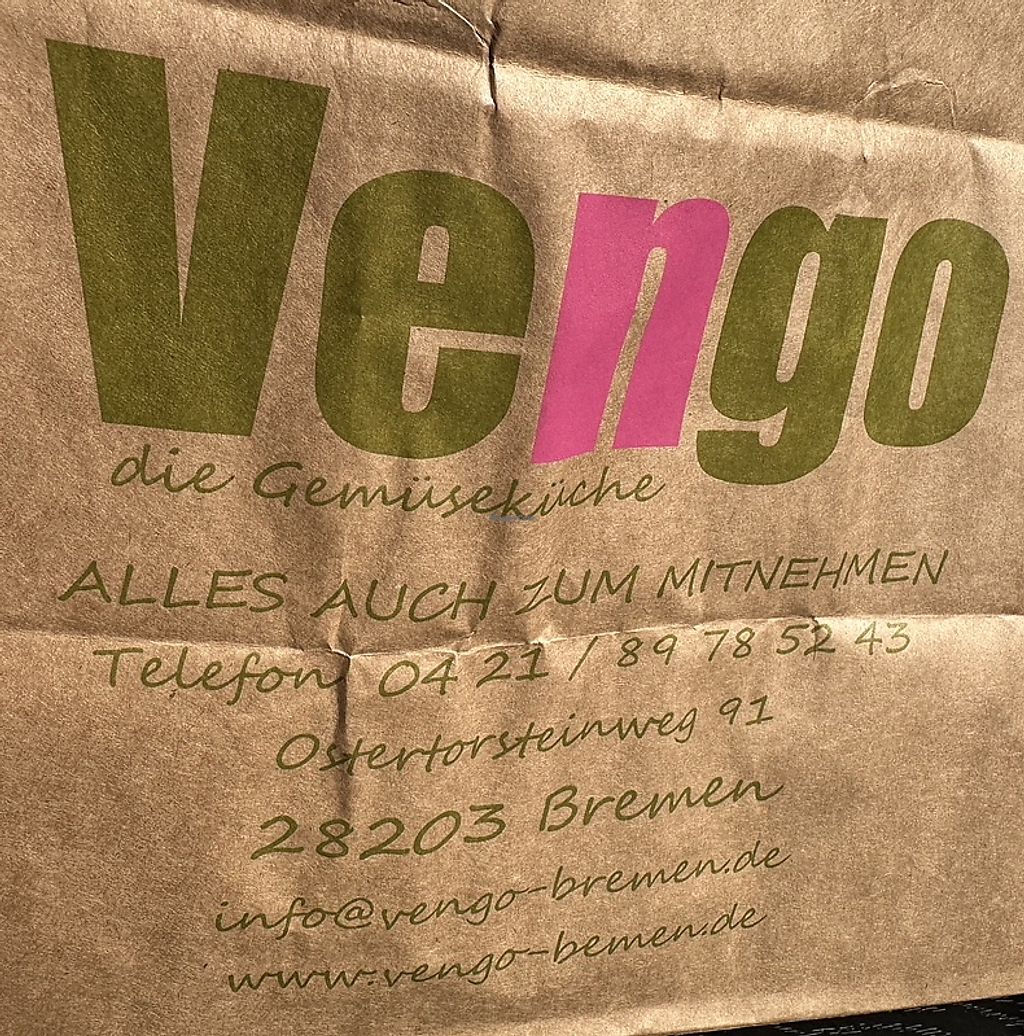 Vengo
die Gemüseküche
ALLES AUCH ZUM MITNEHMEN
Telefon 04 21 / 89 78 52 43
Ostertorsteinweg 91
28203 Bremen
info@vengo-bremen.de
www.vengo-bemen.de